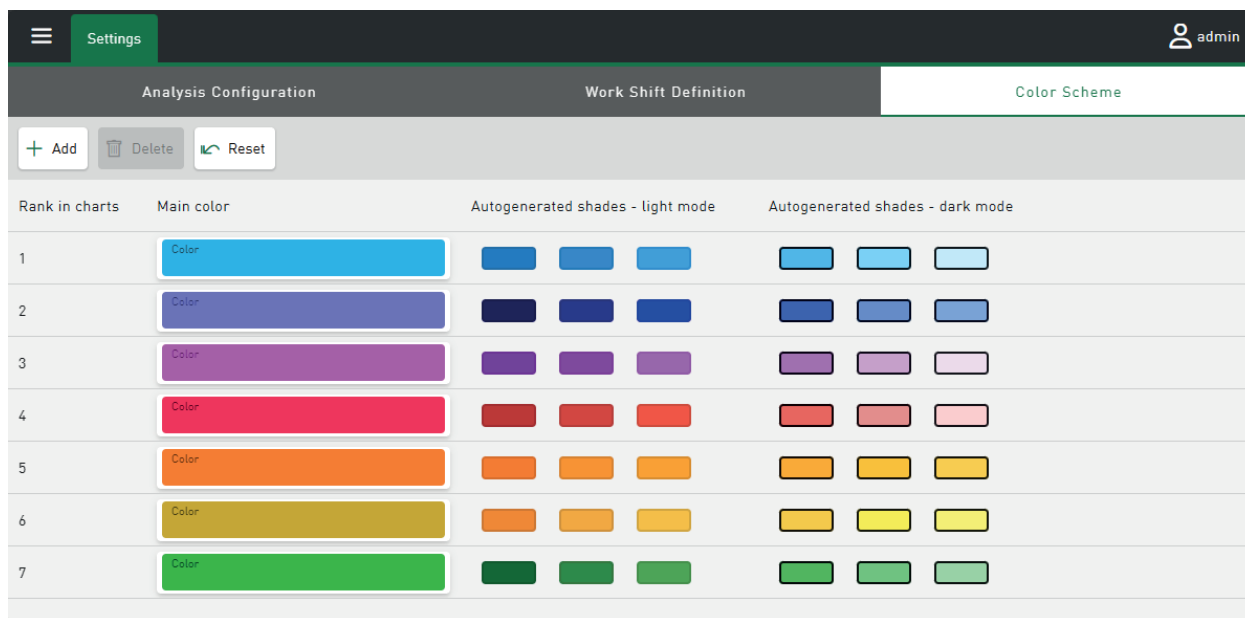 Settings
admin
Analysis Configuration
Work Shift Definition
Color Scheme
Add
Delete
Reset
Rank in charts
Main color
Autogenerated shades - light mode
Autogenerated shades - dark mode
1
Color
2
Color
3
Color
4
Color
5
Color
6
Color
7
Color